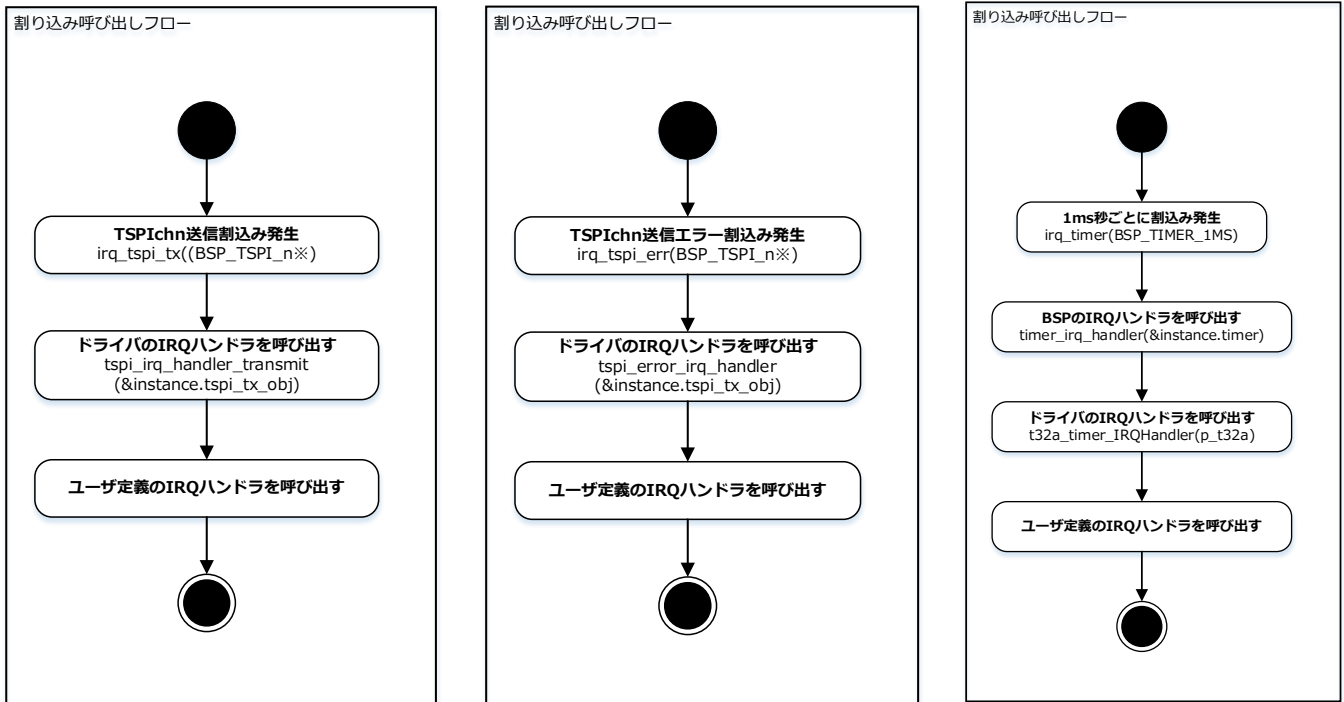 割り込み呼び出しフロー
TSPIchn送信割込み発生
irq_tspi_tx((BSP_TSPI_n※)
ドライバのIRQハンドラを呼び出す
tspi_irq_handler_transmit
(&instance.tspi_tx_obj)
ユーザ定義のIRQハンドラを呼び出す
割り込み呼び出しフロー
TSPIchn送信エラー割込み発生
irq_tspi_err(BSP_TSPI_n※)
ドライバのIRQハンドラを呼び出す
tspi_error_irq_handler
(&instance.tspi_tx_obj)
ユーザ定義のIRQハンドラを呼び出す
割り込み呼び出しフロー
1ms秒ごとに割込み発生
irq_timer(BSP_TIMER_1MS)
BSPのIRQハンドラを呼び出す
timer_irq_handler(&instance.timer)
ドライバのIRQハンドラを呼び出す
t32a_timer_IRQHandler(p_t32a)
ユーザ定義のIRQハンドラを呼び出す